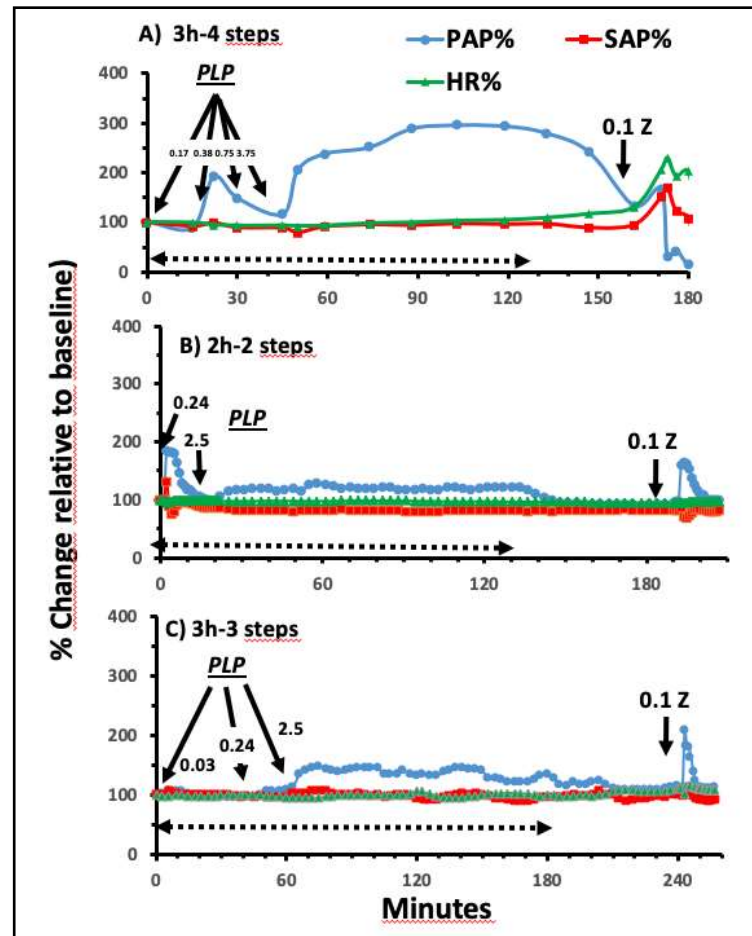 A) 3h-4 steps
PAP%
SAP%
HR%
PLP
0.17 0.38 0.75 3.75
0.1 Z
400
300
200
100
0
0 30 60 90 120 150 180
B) 2h-2 steps
0.24
PLP
2.5
0.1 Z
400
300
200
100
0
0 60 120 180
C) 3h-3 steps
PLP
0.03
0.24
2.5
0.1 Z
400
300
200
100
0
0 60 120 180 240
Minutes
% Change relative to baseline)